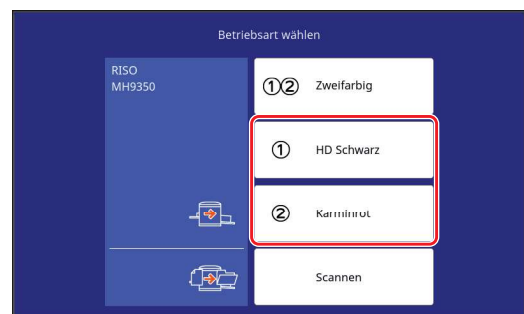 Betriebsart wählen
RISO
MH9350
①② Zweifarbig
① HD Schwarz
② Karminrot
Scannen